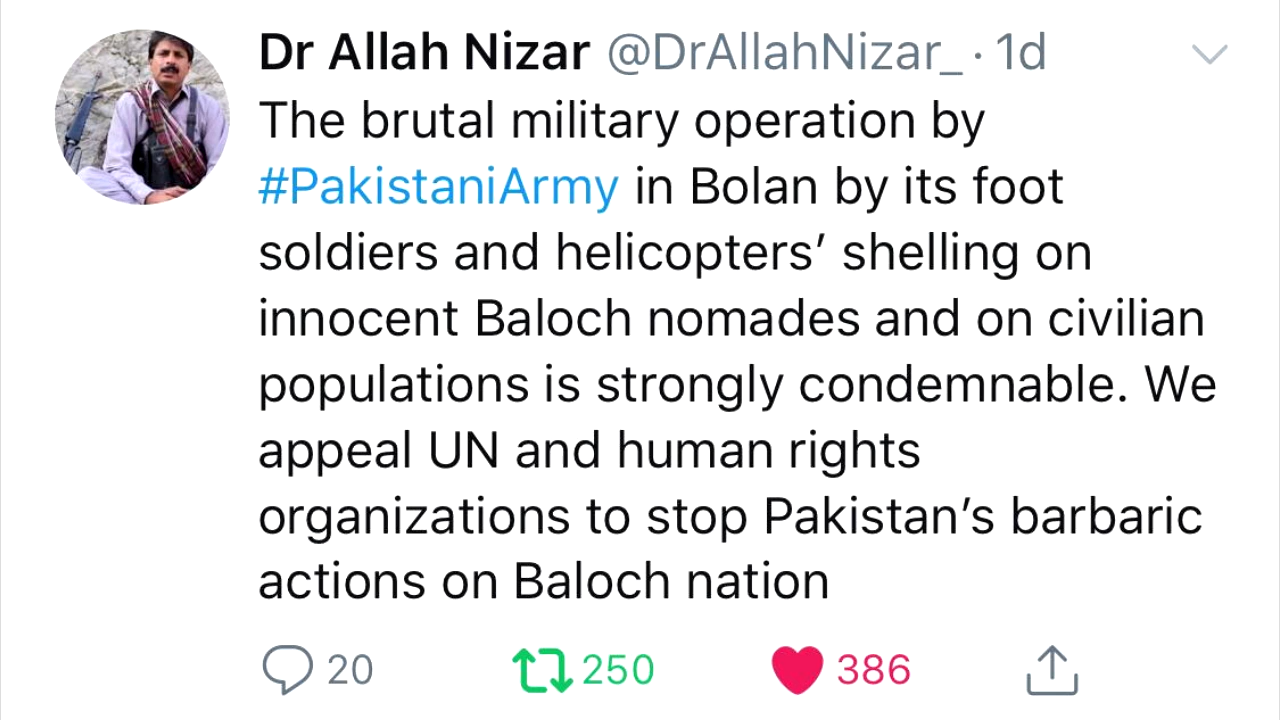 Dr Allah Nizar @DrAllahNizar_ · 1d
The brutal military operation by
#PakistaniArmy in Bolan by its foot
soldiers and helicopters’ shelling on
innocent Baloch nomades and on civilian
populations is strongly condemnable. We
appeal UN and human rights
organizations to stop Pakistan’s barbaric
actions on Baloch nation
20 250 386